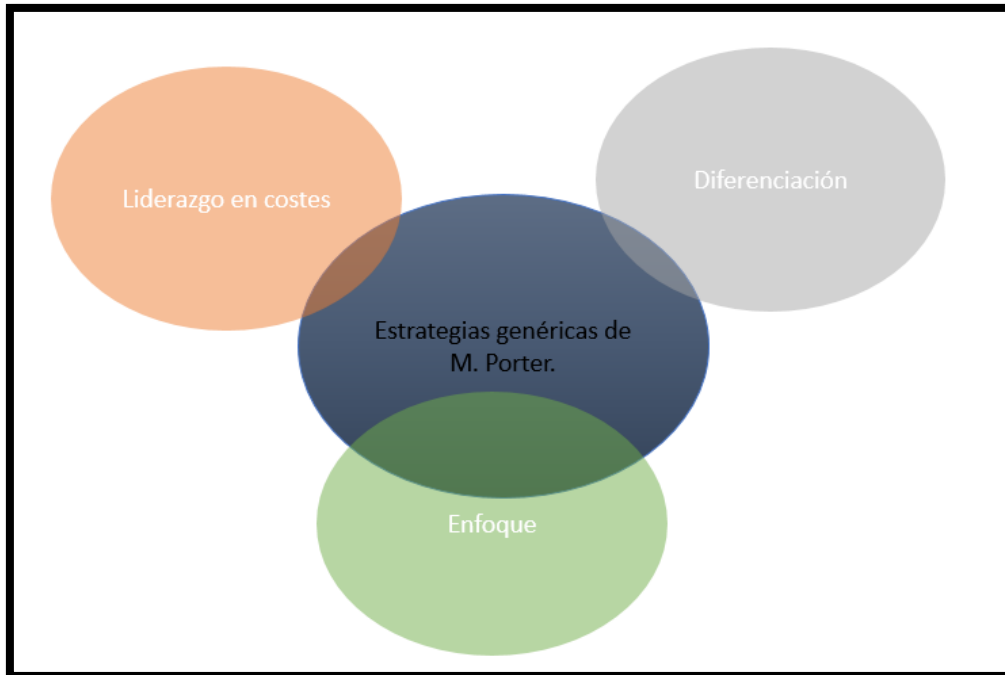 Liderazgo en costes
Diferenciación
Estrategias genéricas de
M. Porter.
Enfoque